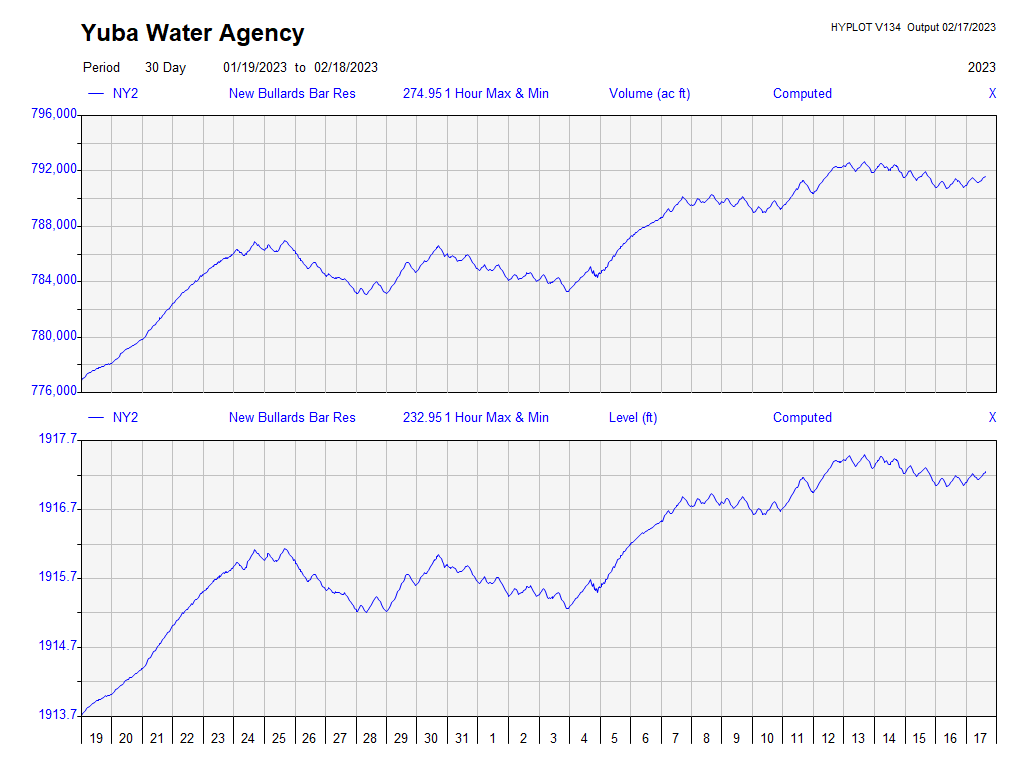 Yuba Water Agency
HYPLOT V134 Output 02/17/2023
Period 30 Day 01/19/2023 to 02/18/2023 2023
NY2 New Bullards Bar Res 274.95 1 Hour Max & Min Volume (ac ft) Computed X
796,000
792,000
788,000
784,000
780,000
776,000
NY2 New Bullards Bar Res 232.95 1 Hour Max & Min Level (ft) Computed X
1917.7
1916.7
1915.7
1914.7
1913.7
19 20 21 22 23 24 25 26 27 28 29 30 31 1 2 3 4 5 6 7 8 9 10 11 12 13 14 15 16 17